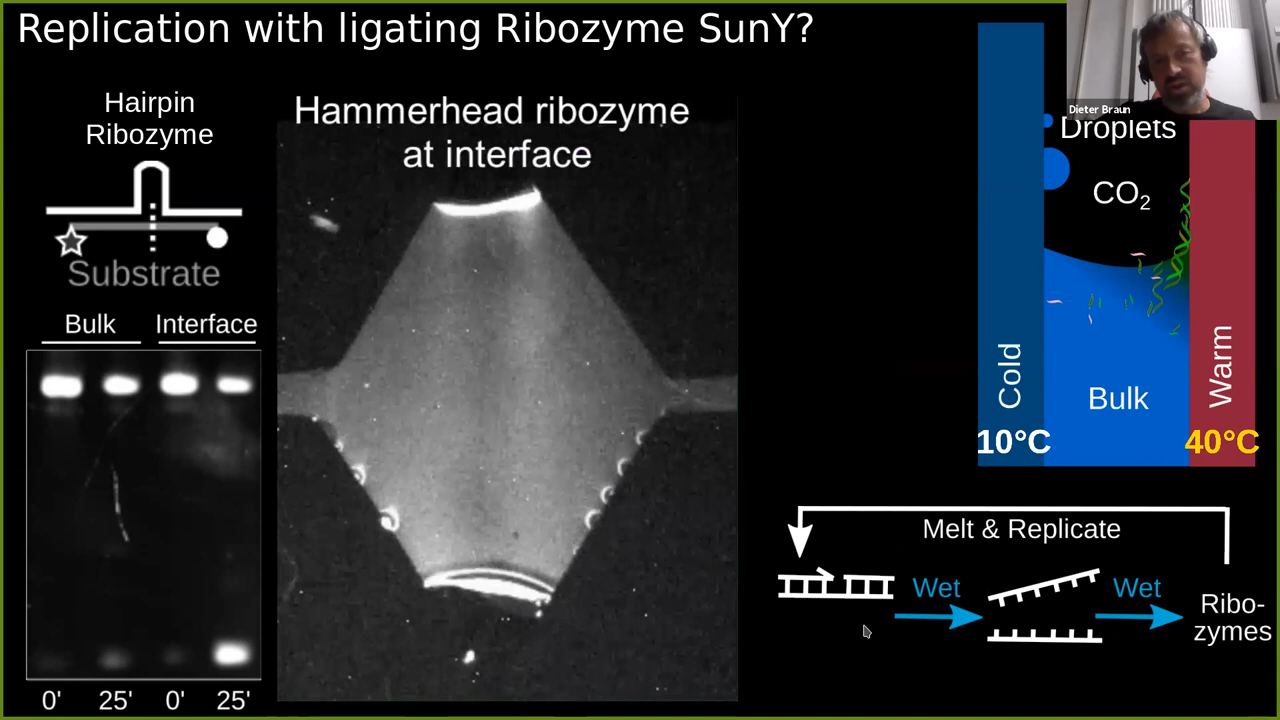 Replication with ligating Ribozyme SunY?
Hairpin
Ribozyme
Substrate
Bulk Interface
0' 25' 0' 25'
Hammerhead ribozyme
at interface
Dieter Braun
Droplets
CO₂
Cold
Bulk
Warm
10°C
40°C
Melt & Replicate
Wet
Wet
Ribo-
zymes